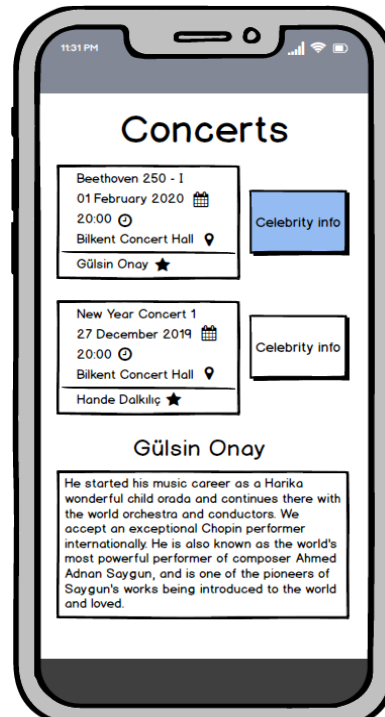 11:31 PM
Concerts
Beethoven 250 - I
01 February 2020
20:00
Bilkent Concert Hall
Gülsin Onay
Celebrity info
New Year Concert 1
27 December 2019
20:00
Bilkent Concert Hall
Hande Dalkılıç
Celebrity info
Gülsin Onay
He started his music career as a Harika
wonderful child orada and continues there with
the world orchestra and conductors. We
accept an exceptional Chopin performer
internationally. He is also known as the world's
most powerful performer of composer Ahmed
Adnan Saygun, and is one of the pioneers of
Saygun's works being introduced to the world
and loved.